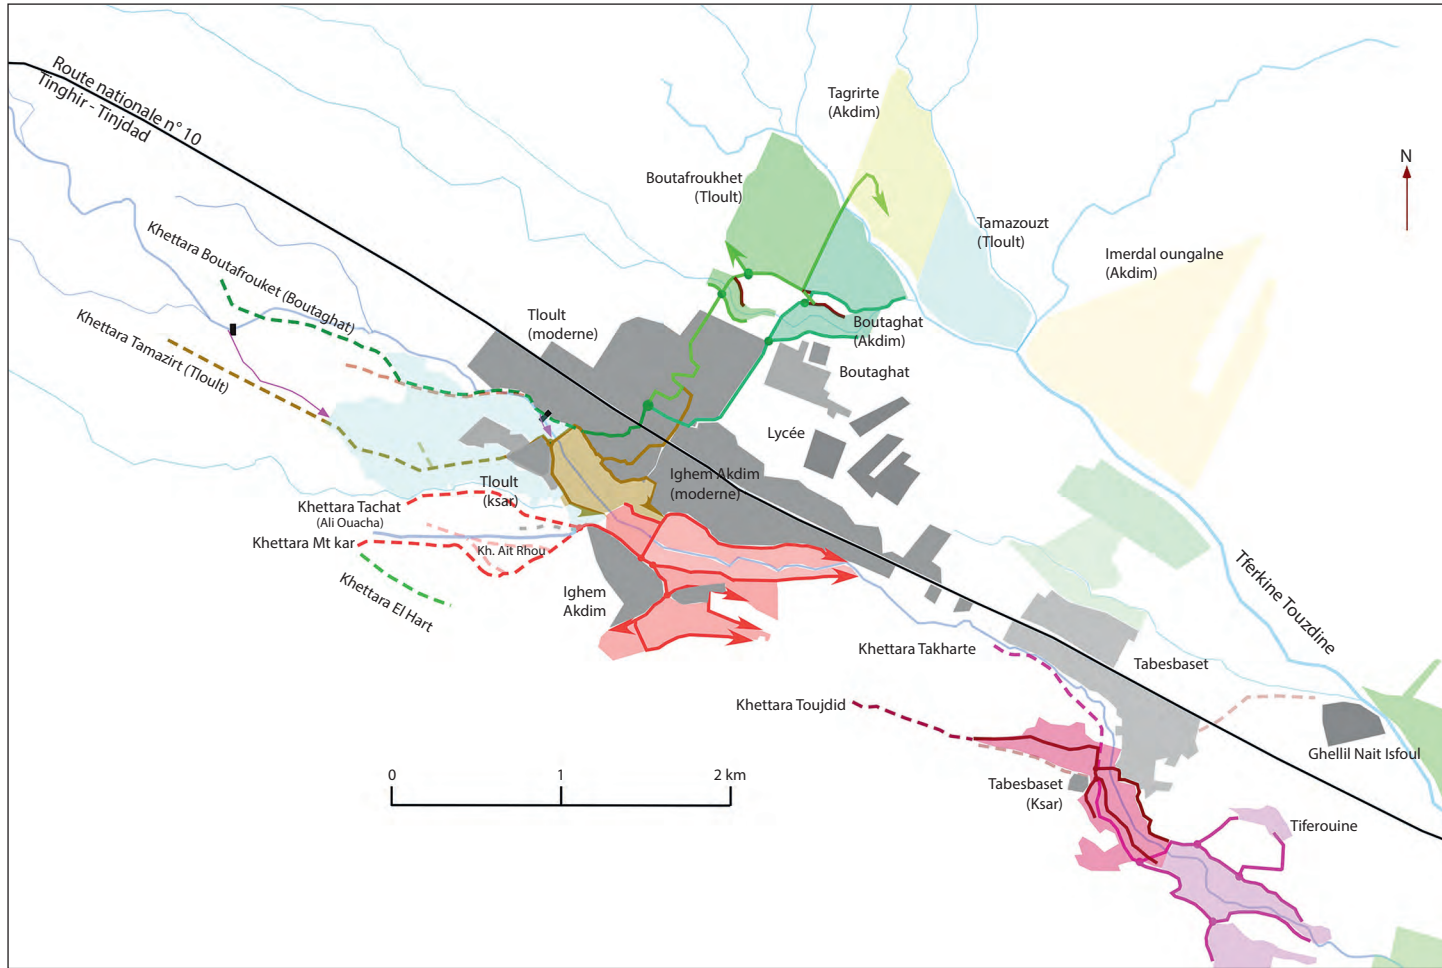 Route nationale n° 10
Tinghir - Tinjdad
Tagrirte
(Akdim)
N
Boutafroukhet
(Tloult)
Tamazouzt
(Tloult)
Imerdal oungalne
(Akdim)
Khettara Boutafrouket (Boutaghat)
Khettara Tamazirt (Tloult)
Tloult
(moderne)
Boutaghat
(Akdim)
Boutaghat
Lycée
Ighem Akdim
(moderne)
Tloult
(ksar)
Khettara Tachat
(Ali Ouacha)
Khettara Mt kar
Kh. Ait Rhou
Khettara El Hart
Ighem
Akdim
Tferkine Touzdine
Khettara Takharte
Tabesbaset
Khettara Toujdid
Ghellil Nait Isfoul
0 1 2 km
Tabesbaset
(Ksar)
Tiferouine